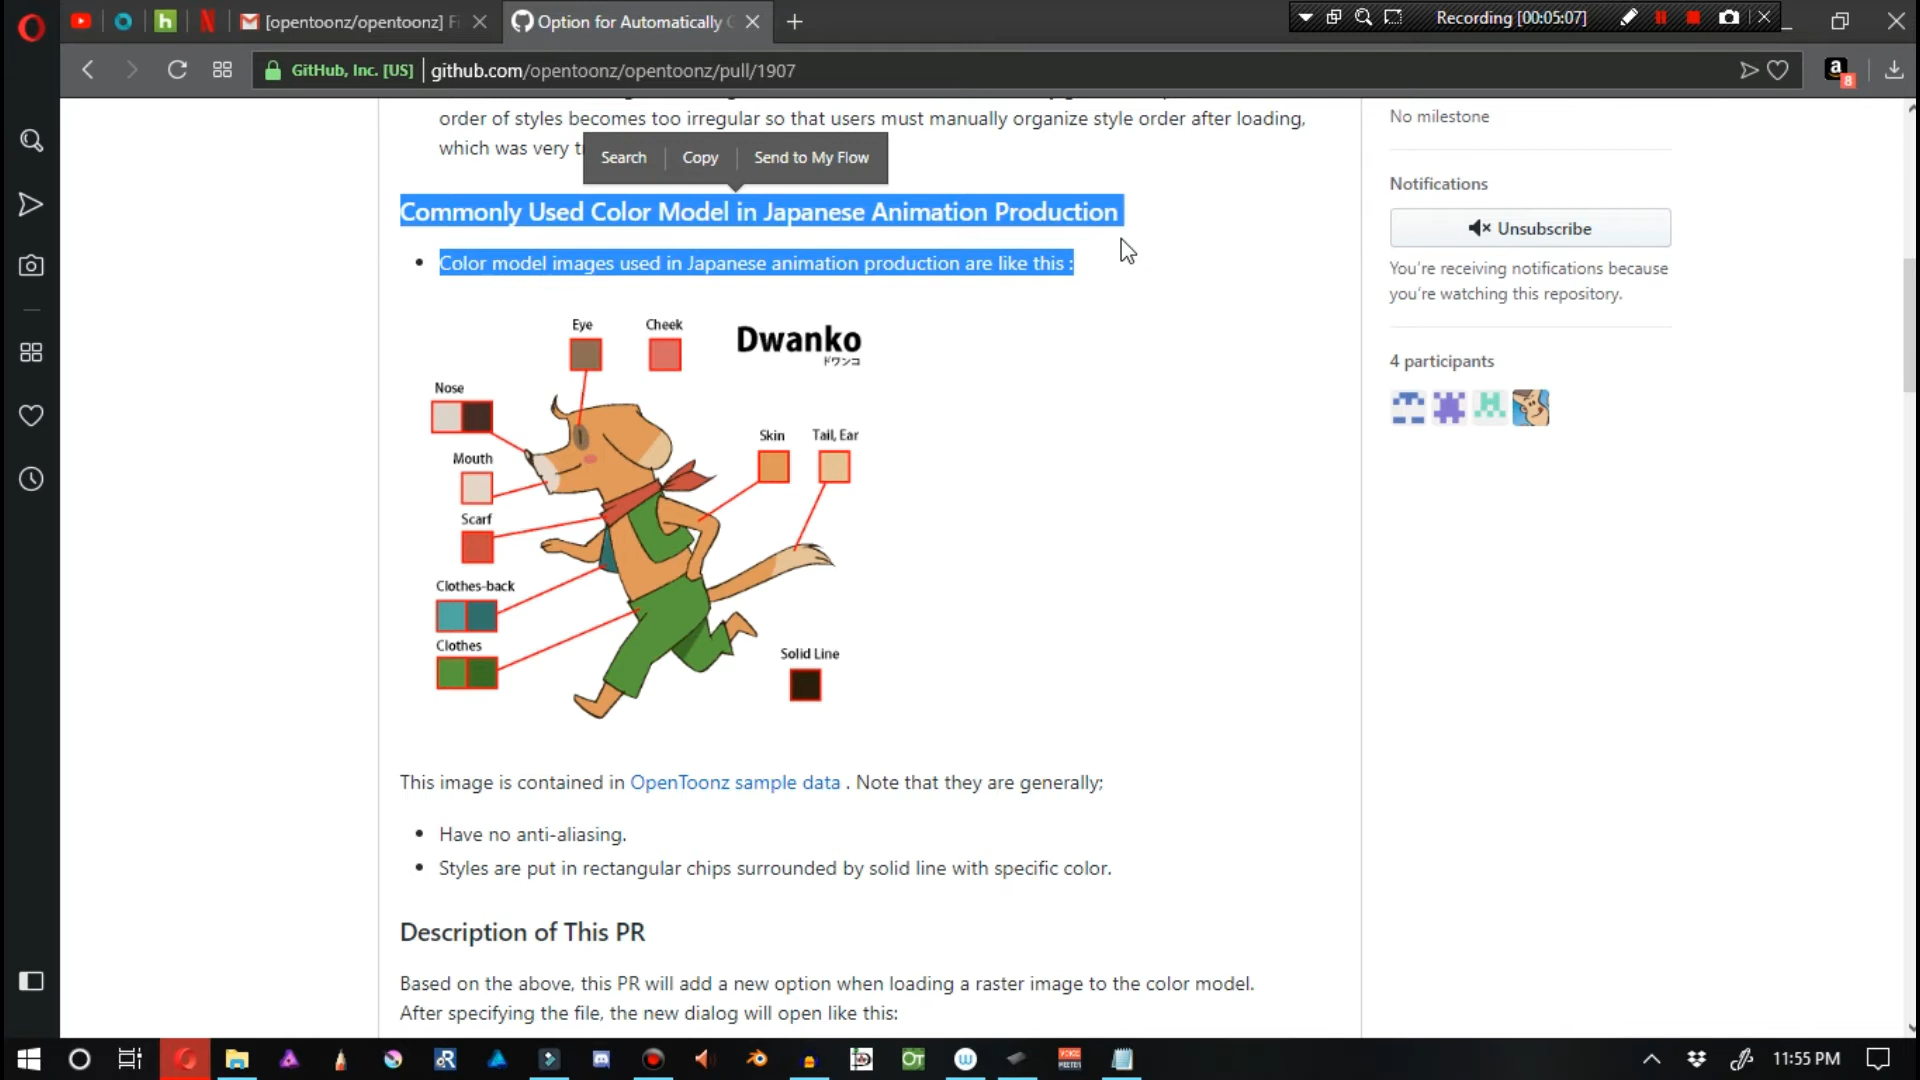 [opentoonz/opentoonz]
Option for Automatically
Recording [00:05:07]
GitHub, Inc. [US]
github.com/opentoonz/opentoonz/pull/1907
a
8
order of styles becomes too irregular so that users must manually organize style order after loading,
which was very
Search
Copy
Send to My Flow
Commonly Used Color Model in Japanese Animation Production
Color model images used in Japanese animation production are like this :
Eye
Cheek
Dwanko
ドワンコ
Nose
Mouth
Scarf
Skin
Tail, Ear
Clothes-back
Clothes
Solid Line
This image is contained in OpenToonz sample data . Note that they are generally;
Have no anti-aliasing.
Styles are put in rectangular chips surrounded by solid line with specific color.
Description of This PR
Based on the above, this PR will add a new option when loading a raster image to the color model.
After specifying the file, the new dialog will open like this:
No milestone
Notifications
Unsubscribe
You're receiving notifications because
you're watching this repository.
4 participants
11:55 PM